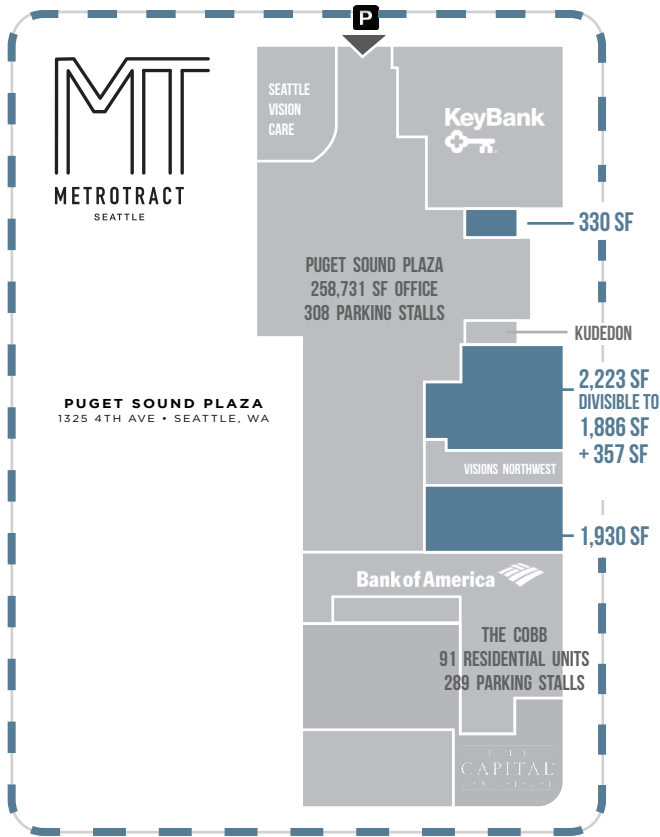 P
MT
METROTRACT
SEATTLE
SEATTLE
VISION
CARE
KeyBank
330 SF
PUGET SOUND PLAZA
258,731 SF OFFICE
308 PARKING STALLS
KUDEDON
PUGET SOUND PLAZA
1325 4TH AVE • SEATTLE, WA
2,223 SF
DIVISIBLE TO
1,886 SF
+ 357 SF
VISIONS NORTHWEST
1,930 SF
Bank of America
THE COBB
91 RESIDENTIAL UNITS
289 PARKING STALLS
THE
CAPITAL